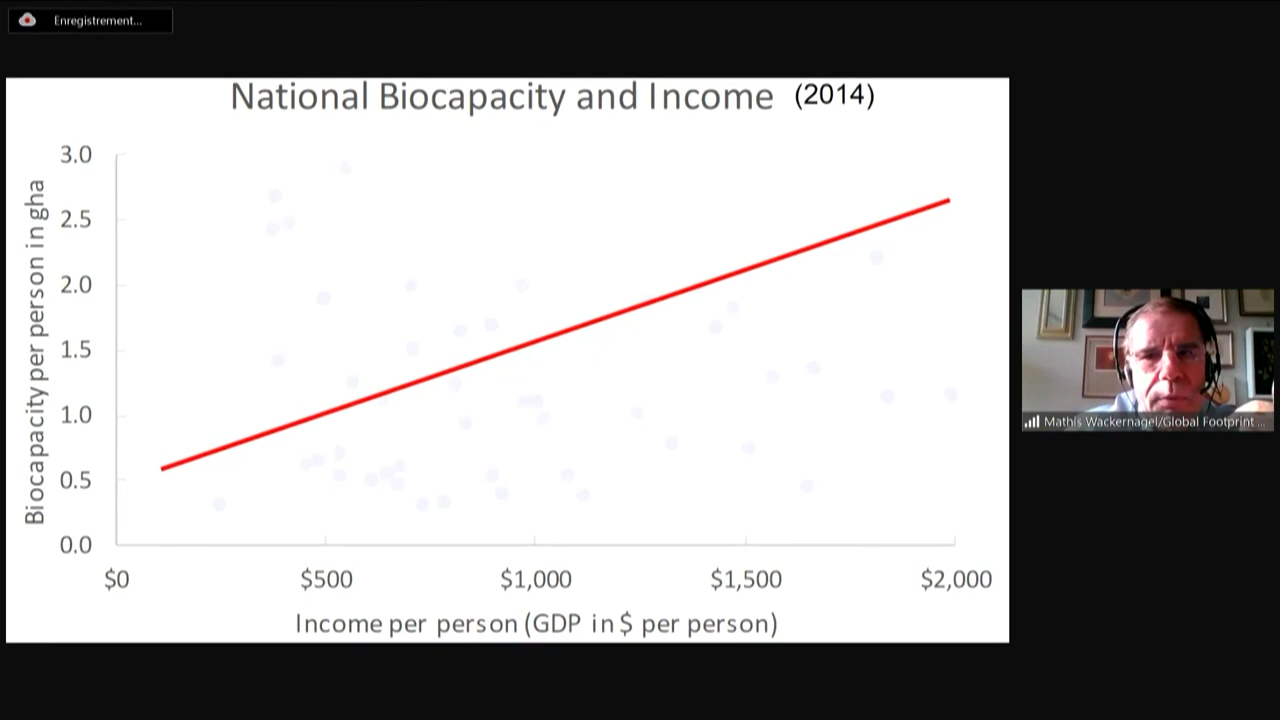 Enregistrement...
National Biocapacity and Income (2014)
Biocapacity per person in gha
3.0
2.5
2.0
1.5
1.0
0.5
0.0
$0 $500 $1,000 $1,500 $2,000
Income per person (GDP in $ per person)
Mathis Wackernagel/Global Footprint ...